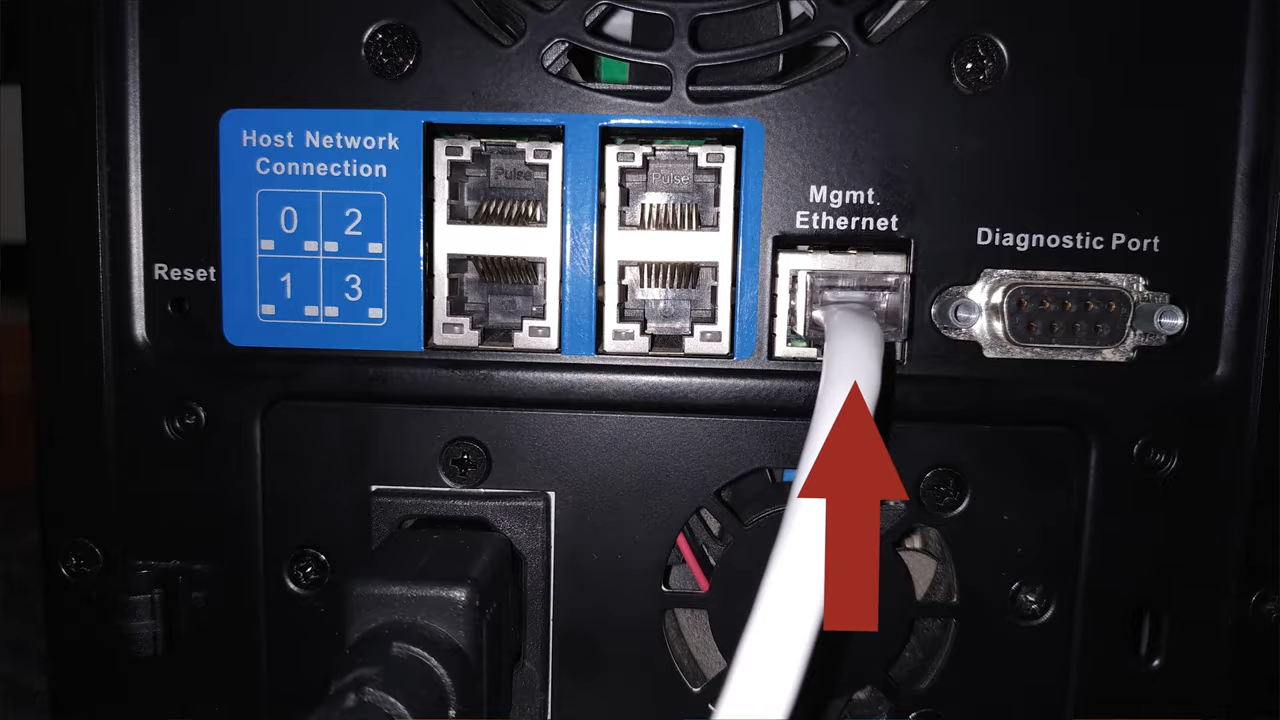 Host Network
Connection
0 2
1 3
Reset
Pulse
Pulse
Mgmt.
Ethernet
Diagnostic Port